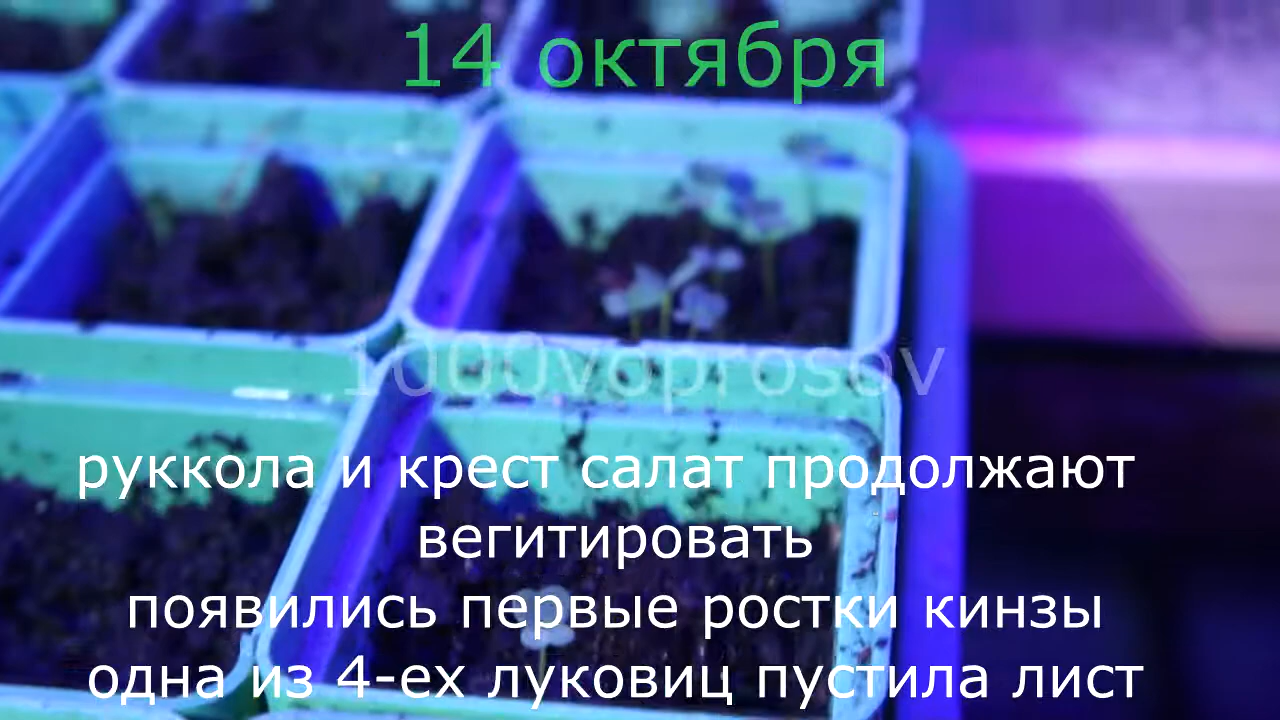 14 октября
1000voprosov
руккола и крест салат продолжают
вегитировать
появились первые ростки кинзы
одна из 4-ех луковиц пустила лист